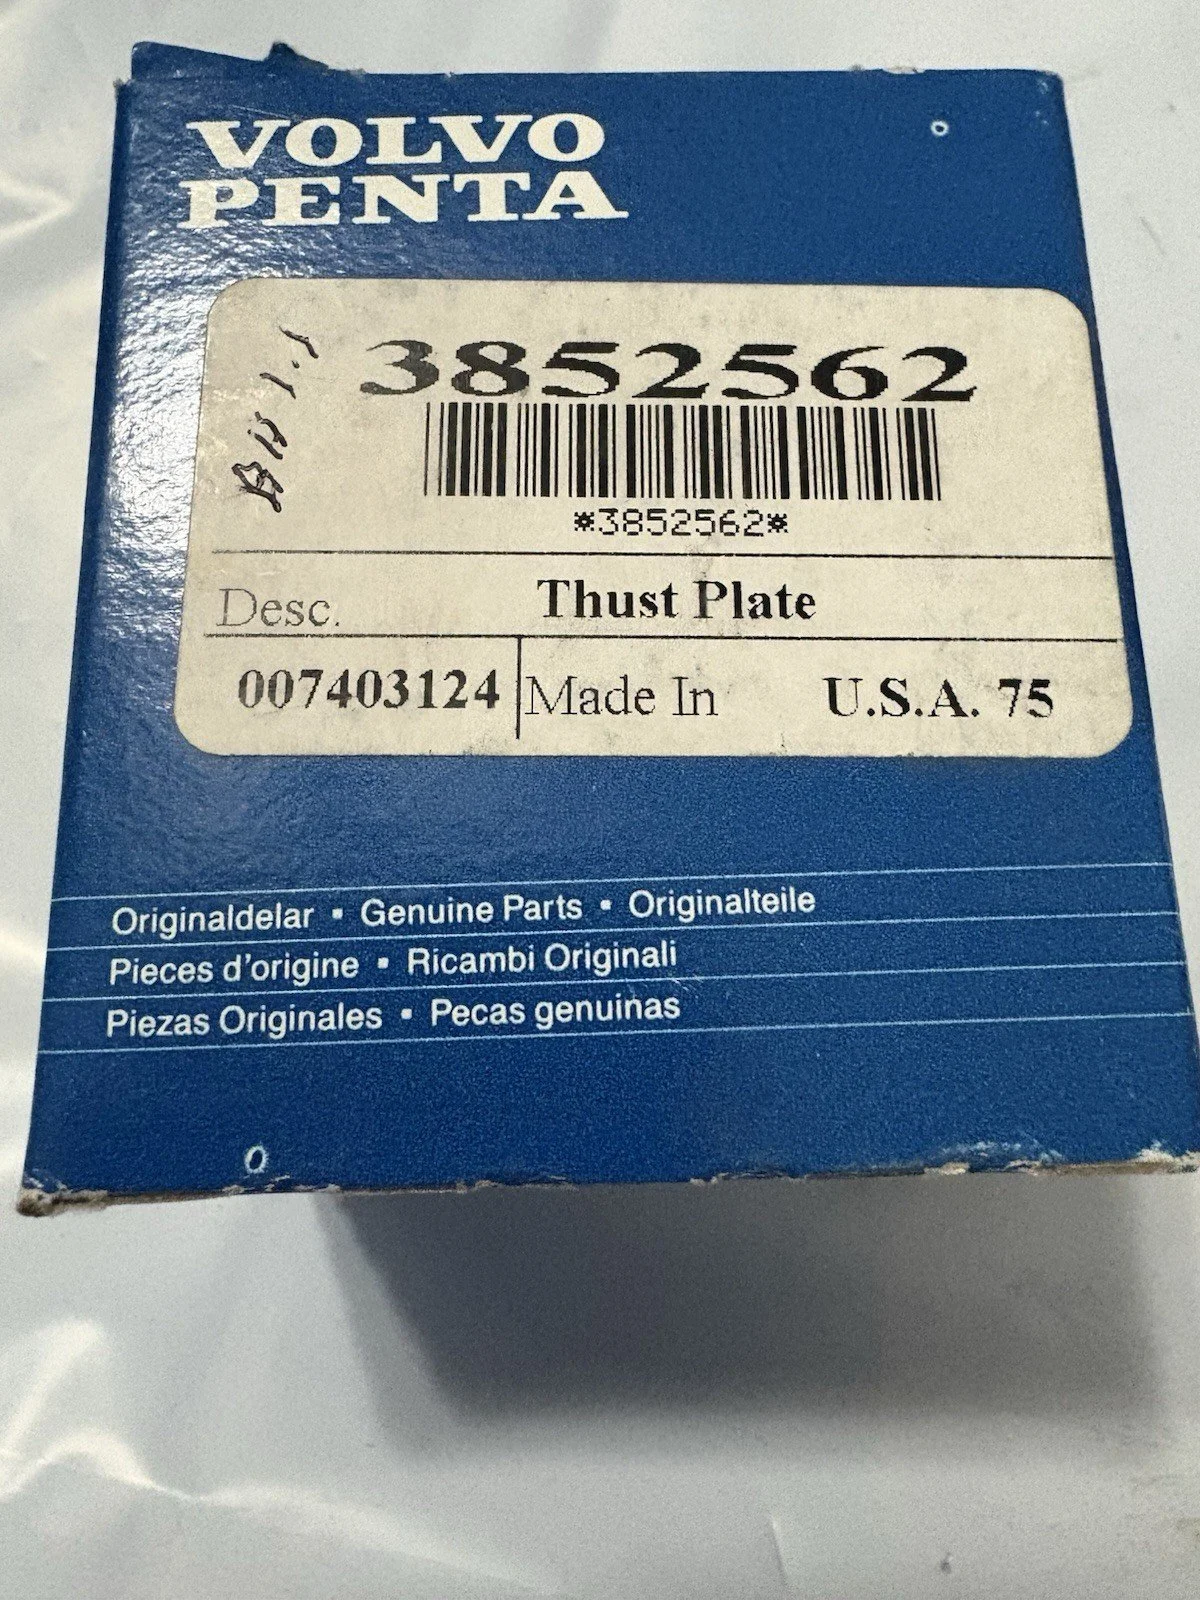 VOLVO
PENTA
3852562
*3852562*
Desc. Thust Plate
007403124 Made In U.S.A. 75
Originaldelar ▪ Genuine Parts ▪ Originalteile
Pieces d'origine ▪ Ricambi Originali
Piezas Originales ▪ Pecas genuinas